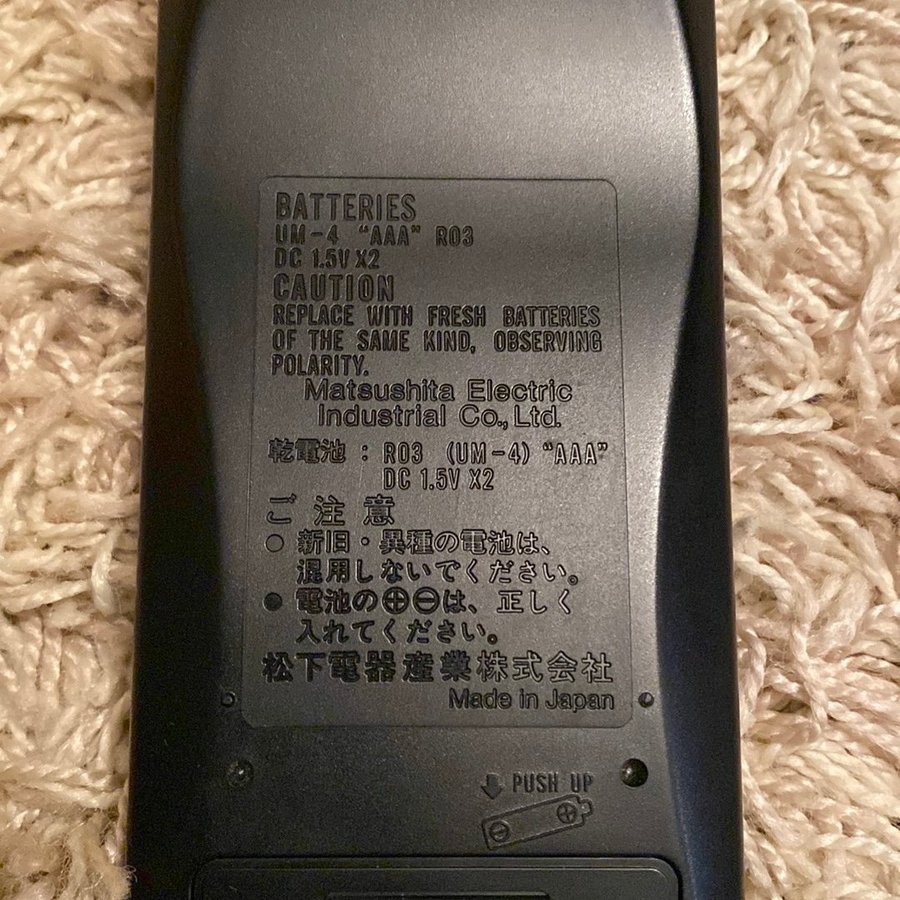 BATTERIES
UM-4 "AAA" R03
DC 1.5V X2
CAUTION
REPLACE WITH FRESH BATTERIES
OF THE SAME KIND, OBSERVING
POLARITY.
Matsushita Electric
Industrial Co., Ltd.
乾電池 : R03 (UM-4) "AAA"
DC 1.5V X2
ご注意
○ 新旧・異種の電池は、
混用しないでください。
● 電池の⊕⊖は、正しく
入れてください。
松下電器産業株式会社
Made in Japan
PUSH UP
⊖ ⊕